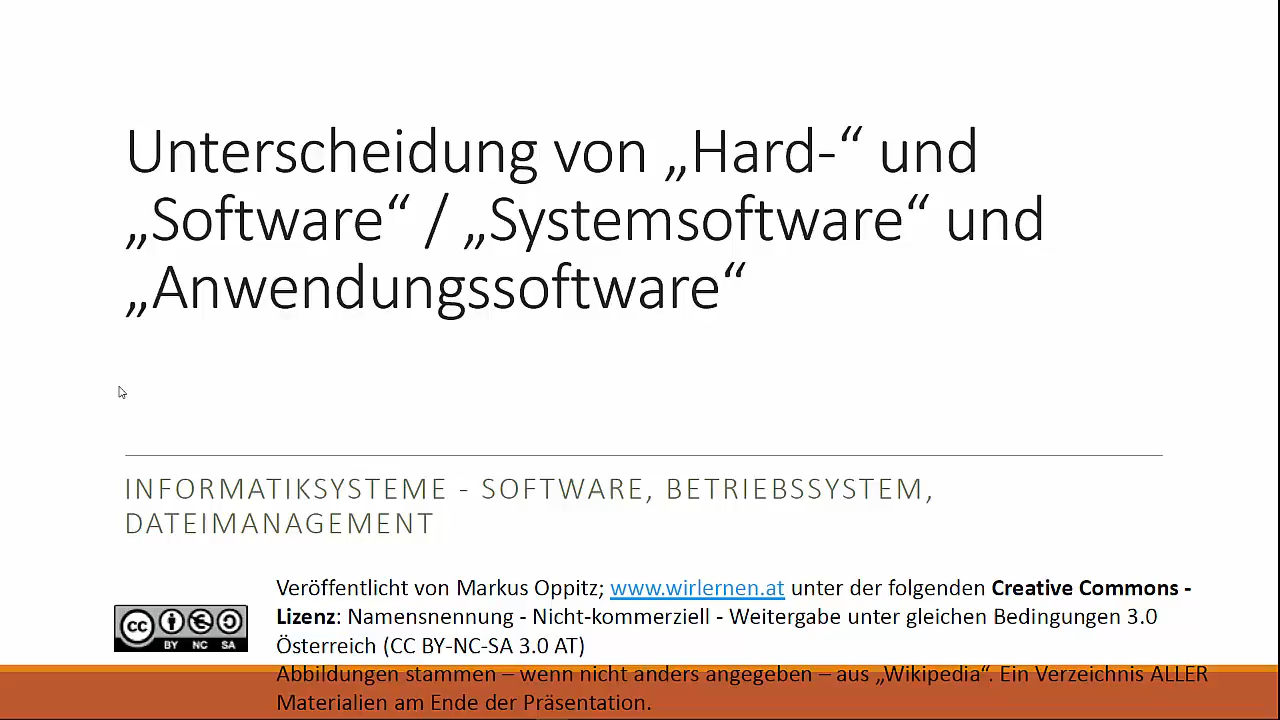 Unterscheidung von „Hard-“ und
„Software“ / „Systemsoftware“ und
„Anwendungssoftware“
INFORMATIKSYSTEME - SOFTWARE, BETRIEBSSYSTEM,
DATEIMANAGEMENT
Veröffentlicht von Markus Oppitz; www.wirlernen.at unter der folgenden Creative Commons -
Lizenz: Namensnennung - Nicht-kommerziell - Weitergabe unter gleichen Bedingungen 3.0
Österreich (CC BY-NC-SA 3.0 AT)
Abbildungen stammen – wenn nicht anders angegeben – aus „Wikipedia“. Ein Verzeichnis ALLER
Materialien am Ende der Präsentation.
cc
BY NC SA